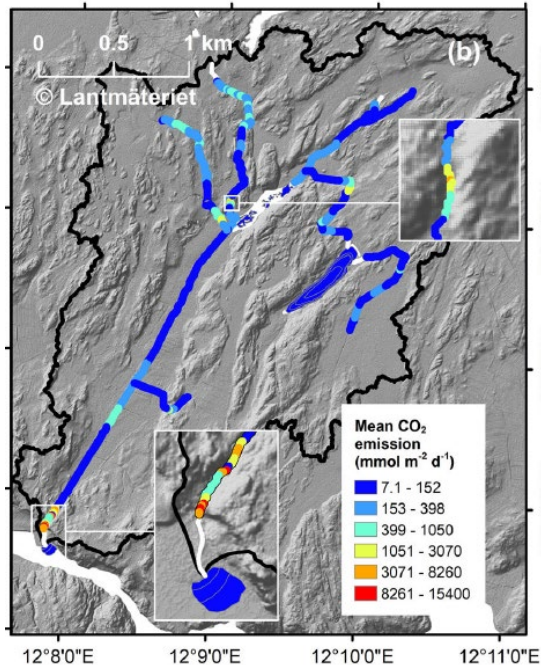 0 0.5 1 km
(b)
© Lantmäteriet
Mean CO₂
emission
(mmol m⁻² d⁻¹)
7.1 - 152
153 - 398
399 - 1050
1051 - 3070
3071 - 8260
8261 - 15400
12°8'0"E 12°9'0"E 12°10'0"E 12°11'0"E